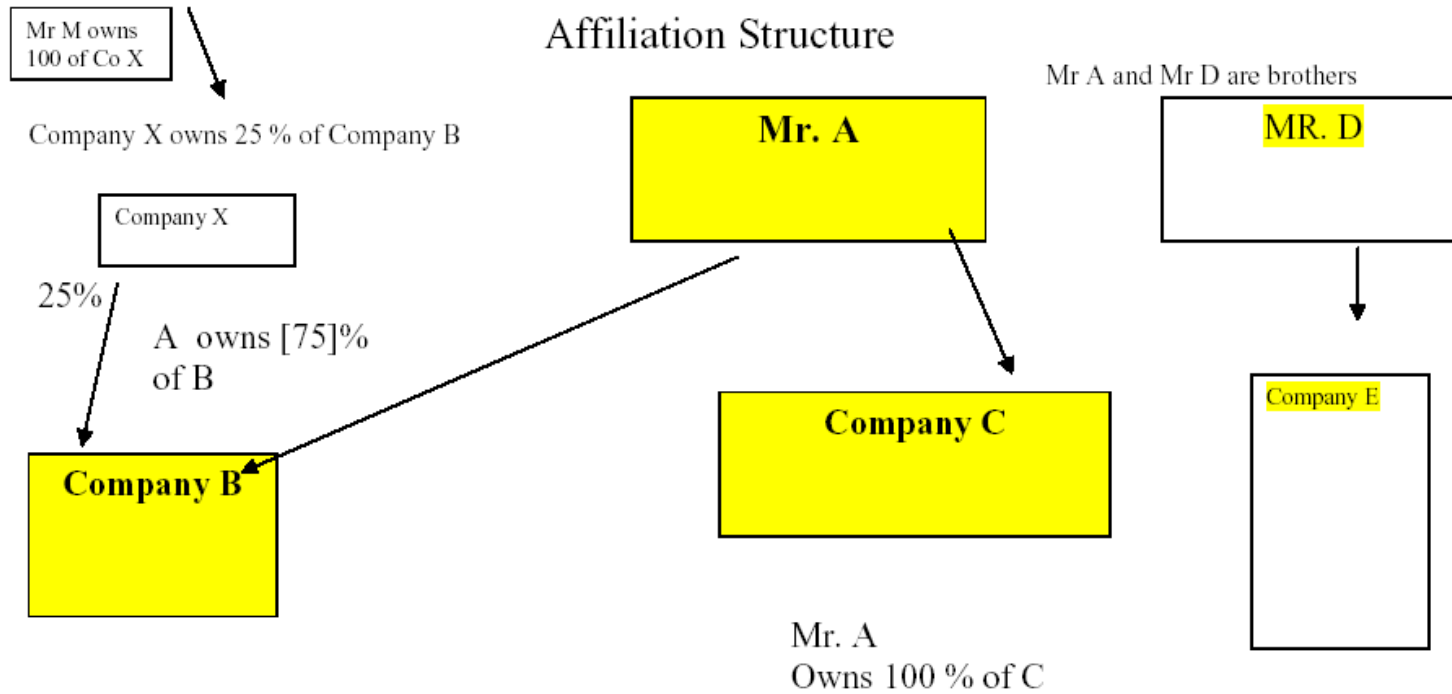 Affiliation Structure
Mr M owns
100 of Co X
Mr A and Mr D are brothers
Company X owns 25 % of Company B
Mr. A
MR. D
Company X
25%
A owns [75]%
of B
Company B
Company C
Company E
Mr. A
Owns 100 % of C